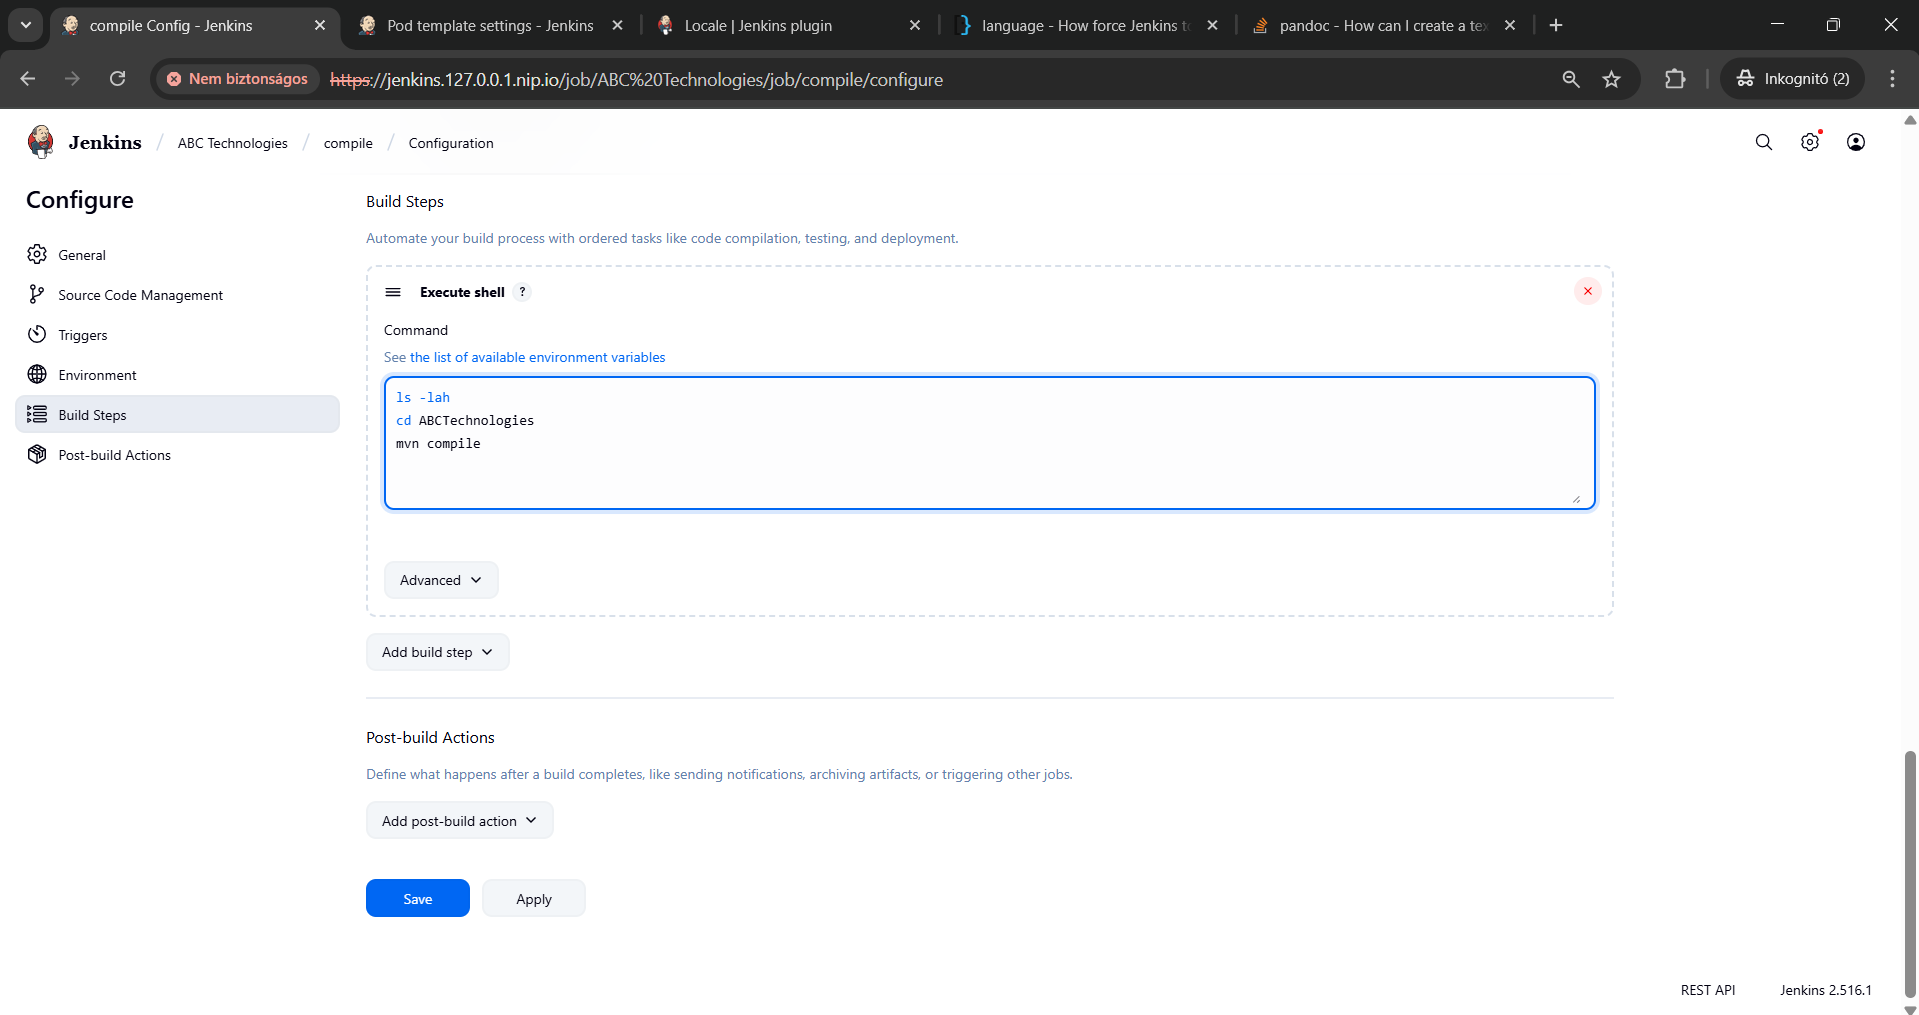 compile Config - Jenkins
Pod template settings - Jenkins
Locale | Jenkins plugin
language - How force Jenkins to
pandoc - How can I create a tex
Nem biztonságos
https://jenkins.127.0.0.1.nip.io/job/ABC%20Technologies/job/compile/configure
Inkognitó (2)
Jenkins / ABC Technologies / compile / Configuration
Configure
General
Source Code Management
Triggers
Environment
Build Steps
Post-build Actions
Build Steps
Automate your build process with ordered tasks like code compilation, testing, and deployment.
Execute shell ?
Command
See the list of available environment variables
ls -lah
cd ABCTechnologies
mvn compile
Advanced
Add build step
Post-build Actions
Define what happens after a build completes, like sending notifications, archiving artifacts, or triggering other jobs.
Add post-build action
Save
Apply
REST API
Jenkins 2.516.1